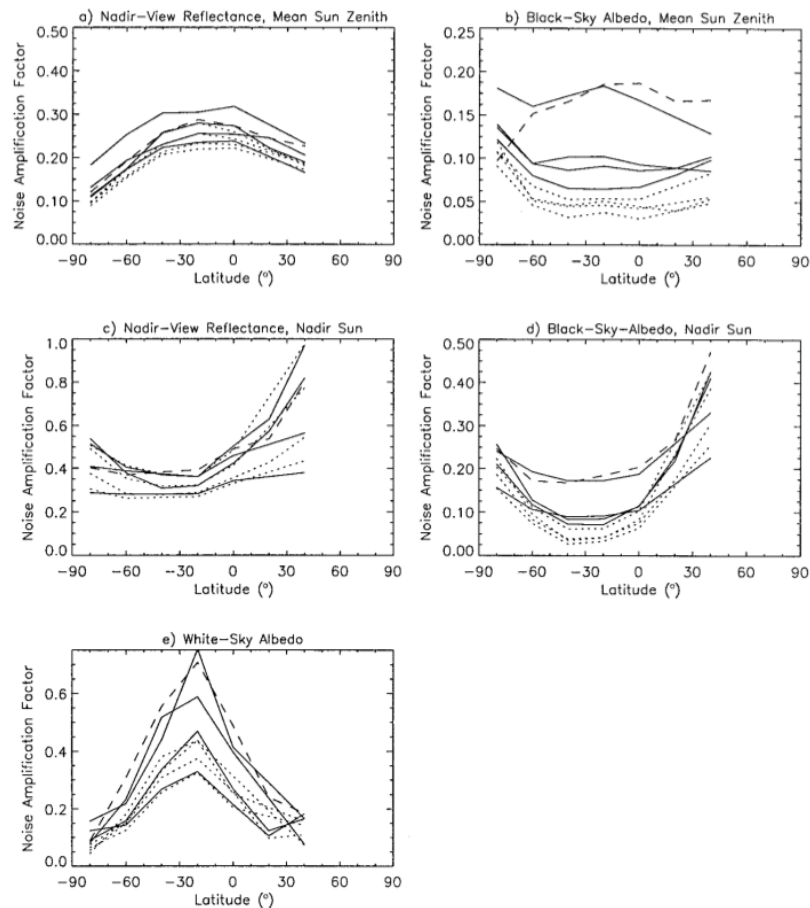 a) Nadir-View Reflectance, Mean Sun Zenith
Noise Amplification Factor
0.50
0.40
0.30
0.20
0.10
0.00
-90 -60 -30 0 30 60 90
Latitude (°)
b) Black-Sky Albedo, Mean Sun Zenith
Noise Amplification Factor
0.25
0.20
0.15
0.10
0.05
0.00
-90 -60 -30 0 30 60 90
Latitude (°)
c) Nadir-View Reflectance, Nadir Sun
Noise Amplification Factor
1.0
0.8
0.6
0.4
0.2
0.0
-90 -60 -30 0 30 60 90
Latitude (°)
d) Black-Sky-Albedo, Nadir Sun
Noise Amplification Factor
0.50
0.40
0.30
0.20
0.10
0.00
-90 -60 -30 0 30 60 90
Latitude (°)
e) White-Sky Albedo
Noise Amplification Factor
0.6
0.4
0.2
0.0
-90 -60 -30 0 30 60 90
Latitude (°)